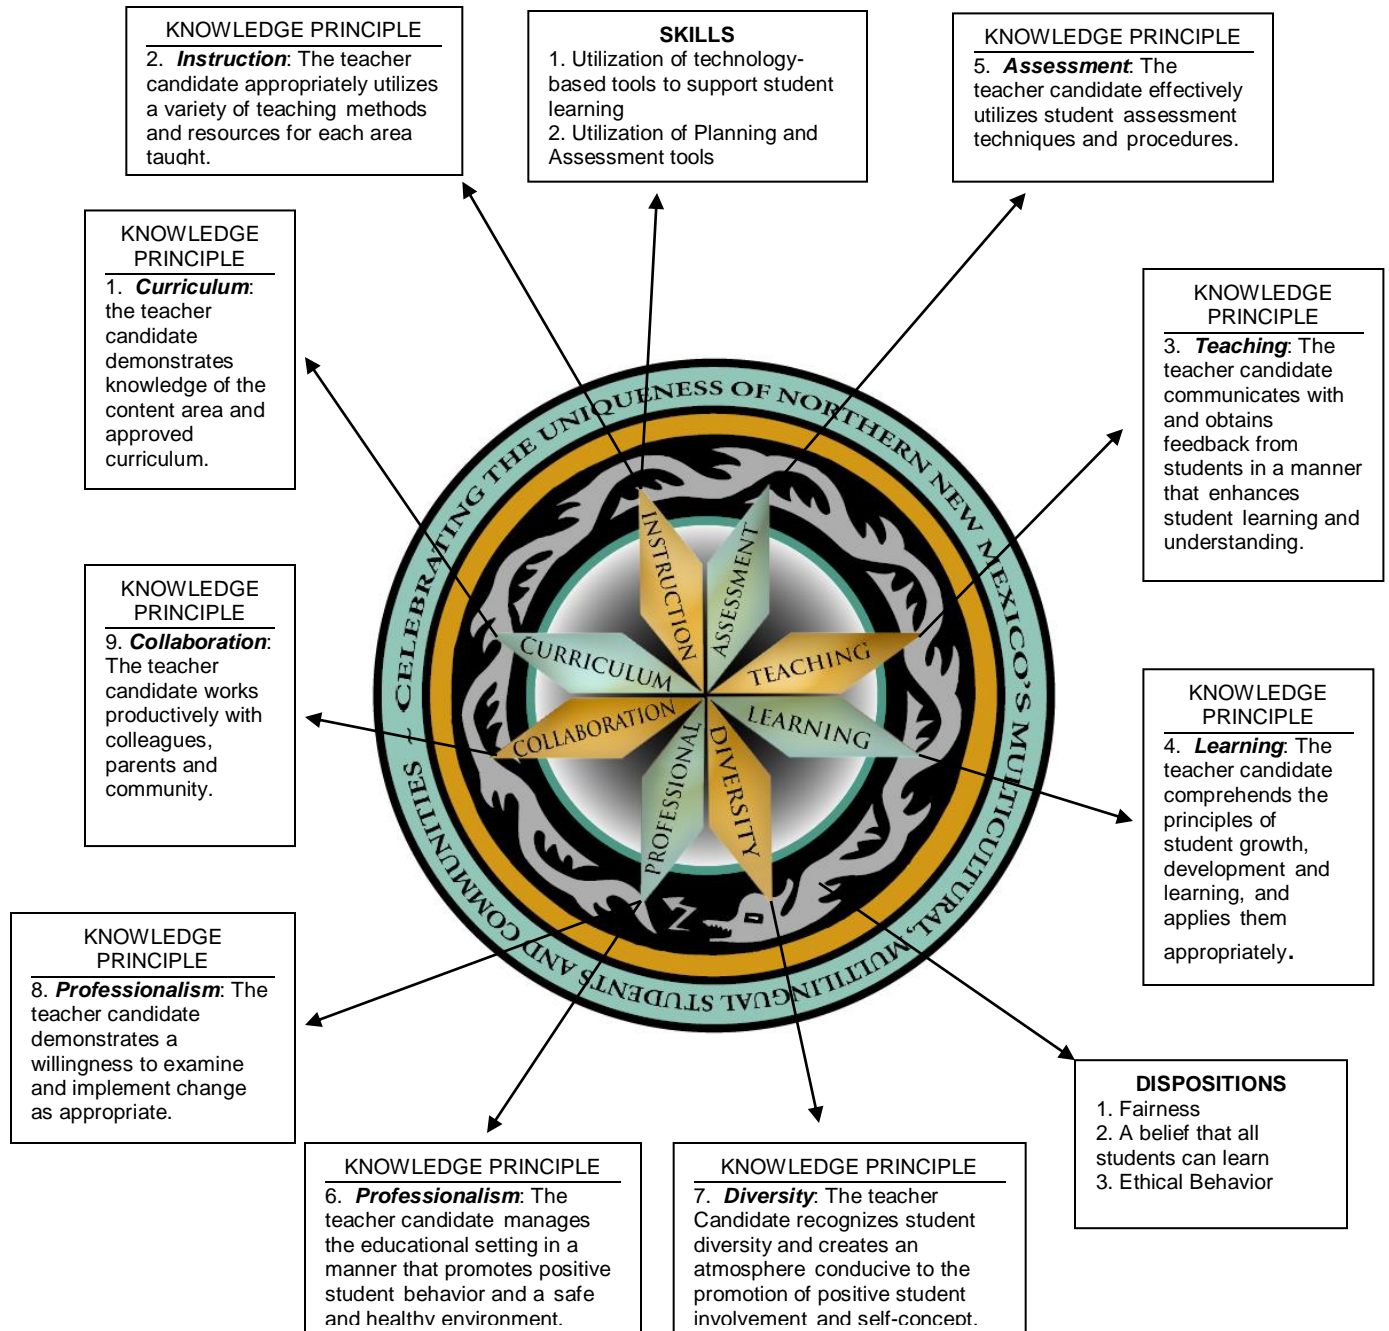 KNOWLEDGE PRINCIPLE
2. Instruction: The teacher
candidate appropriately utilizes
a variety of teaching methods
and resources for each area
taught.
SKILLS
1. Utilization of technology-
based tools to support student
learning
2. Utilization of Planning and
Assessment tools
KNOWLEDGE PRINCIPLE
5. Assessment: The
teacher candidate effectively
utilizes student assessment
techniques and procedures.
KNOWLEDGE
PRINCIPLE
1. Curriculum:
the teacher
candidate
demonstrates
knowledge of the
content area and
approved
curriculum.
KNOWLEDGE
PRINCIPLE
3. Teaching: The
teacher candidate
communicates with
and obtains
feedback from
students in a manner
that enhances
student learning and
understanding.
CELEBRATING THE UNIQUENESS OF NORTHERN NEW MEXICO'S MULTICULTURAL, MULTILINGUAL STUDENTS AND COMMUNITIES ~
INSTRUCTION
ASSESSMENT
CURRICULUM
TEACHING
COLLABORATION
LEARNING
PROFESSIONAL
DIVERSITY
Z
KNOWLEDGE
PRINCIPLE
9. Collaboration:
The teacher
candidate works
productively with
colleagues,
parents and
community.
KNOWLEDGE
PRINCIPLE
4. Learning: The
teacher candidate
comprehends the
principles of
student growth,
development and
learning, and
applies them
appropriately.
KNOWLEDGE
PRINCIPLE
8. Professionalism: The
teacher candidate
demonstrates a
willingness to examine
and implement change
as appropriate.
DISPOSITIONS
1. Fairness
2. A belief that all
students can learn
3. Ethical Behavior
KNOWLEDGE PRINCIPLE
6. Professionalism: The
teacher candidate manages
the educational setting in a
manner that promotes positive
student behavior and a safe
and healthy environment.
KNOWLEDGE PRINCIPLE
7. Diversity: The teacher
Candidate recognizes student
diversity and creates an
atmosphere conducive to the
promotion of positive student
involvement and self-concept.